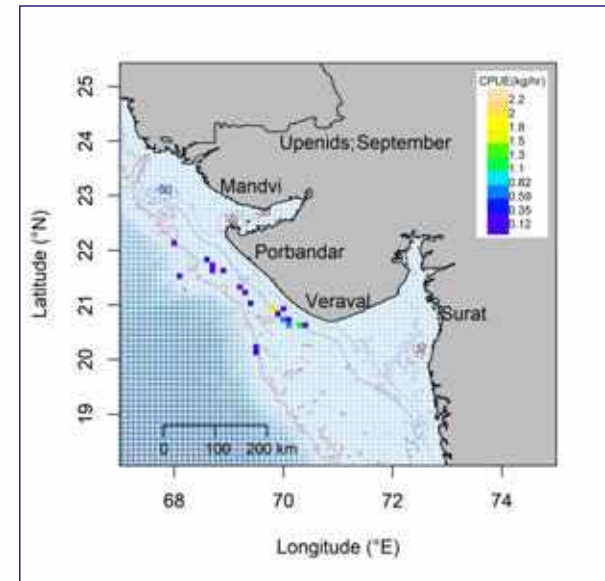 CPUE(kg/hr)
2.2
2
1.8
1.5
1.3
1.1
0.82
0.58
0.35
0.12
Upenids;September
Mandvi
Porbandar
Veraval
Surat
0 100 200 km
25
24
23
22
21
20
19
Latitude (°N)
68 70 72 74
Longitude (°E)